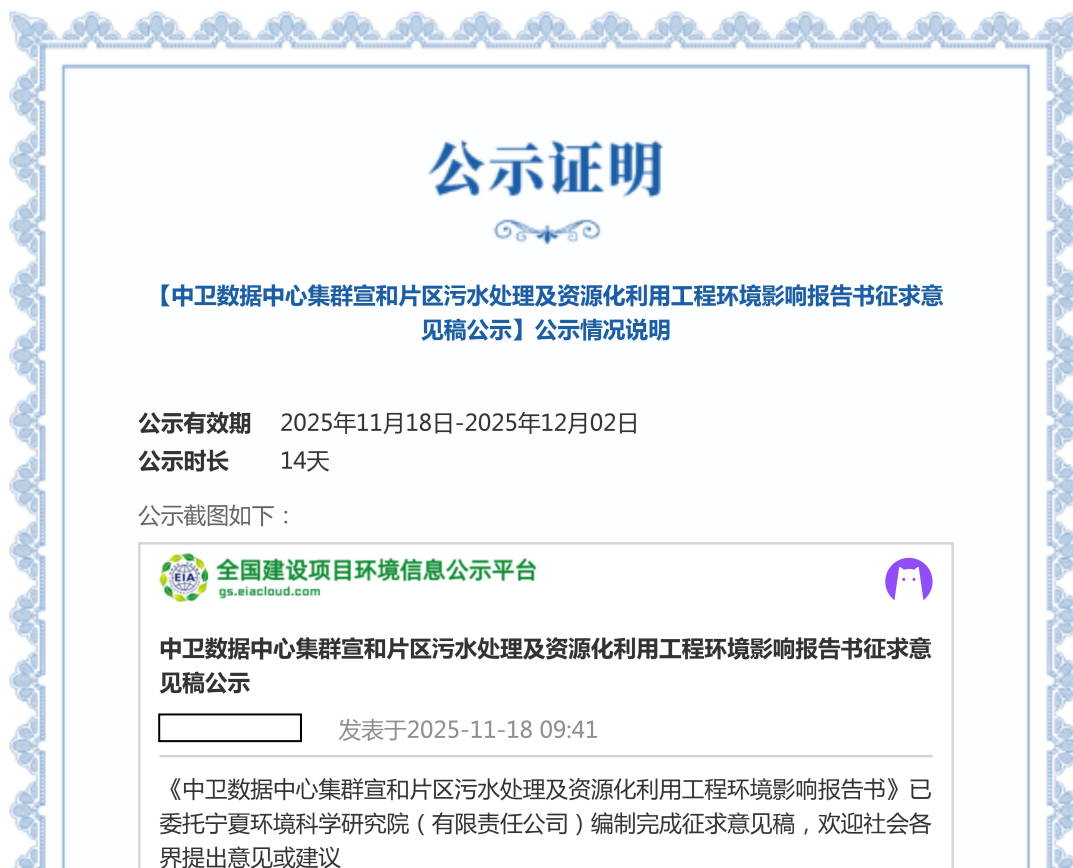 公示证明
【中卫数据中心集群宣和片区污水处理及资源化利用工程环境影响报告书征求意
见稿公示】公示情况说明
公示有效期 2025年11月18日-2025年12月02日
公示时长 14天
公示截图如下：
EIA 全国建设项目环境信息公示平台
gs.eiacloud.com
中卫数据中心集群宣和片区污水处理及资源化利用工程环境影响报告书征求意
见稿公示
发表于2025-11-18 09:41
《中卫数据中心集群宣和片区污水处理及资源化利用工程环境影响报告书》已
委托宁夏环境科学研究院（有限责任公司）编制完成征求意见稿，欢迎社会各
界提出意见或建议